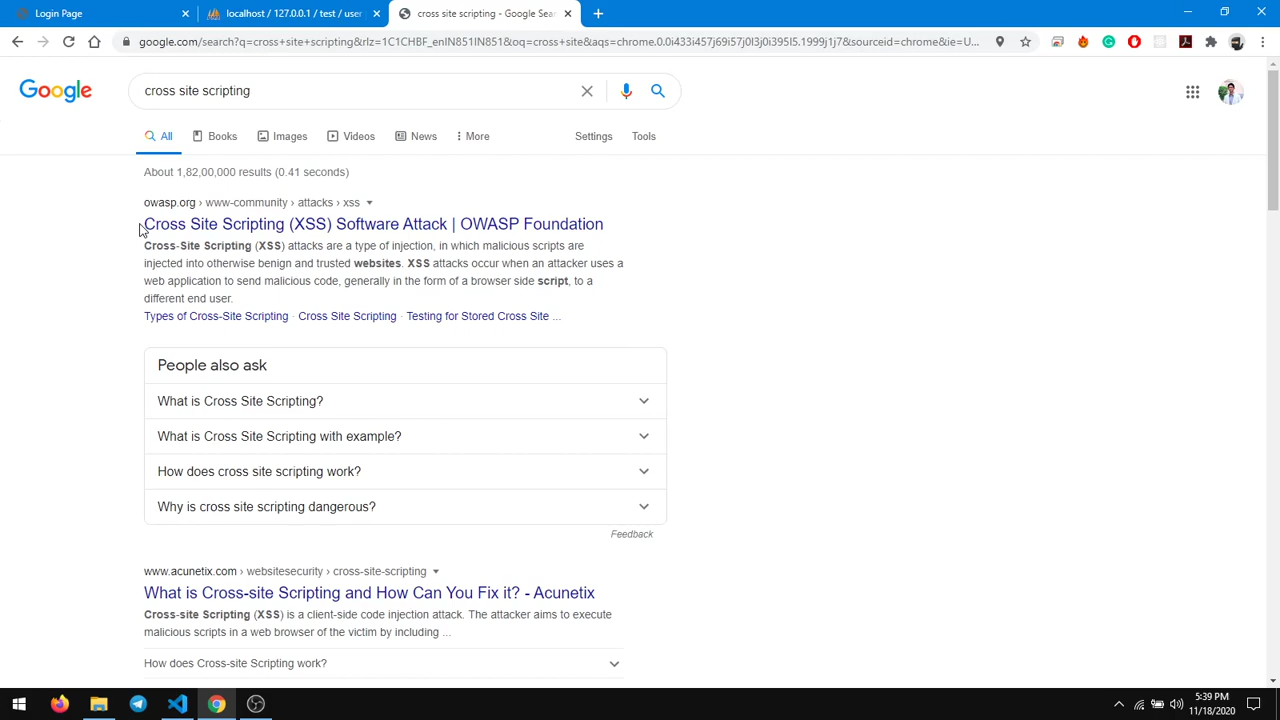 Login Page
localhost / 127.0.0.1 / test / user
cross site scripting - Google Sear
google.com/search?q=cross+site+scripting&rlz=1C1CHBF_enIN851IN851&oq=cross+site&aqs=chrome.0.0i433i457j69i57j0l3j0i395l5.1999j1j7&sourceid=chrome&ie=U...
Google
cross site scripting
All
Books
Images
Videos
News
More
Settings
Tools
About 1,82,00,000 results (0.41 seconds)
owasp.org › www-community › attacks › xss
Cross Site Scripting (XSS) Software Attack | OWASP Foundation
Cross-Site Scripting (XSS) attacks are a type of injection, in which malicious scripts are
injected into otherwise benign and trusted websites. XSS attacks occur when an attacker uses a
web application to send malicious code, generally in the form of a browser side script, to a
different end user.
Types of Cross-Site Scripting · Cross Site Scripting · Testing for Stored Cross Site ...
People also ask
What is Cross Site Scripting?
What is Cross Site Scripting with example?
How does cross site scripting work?
Why is cross site scripting dangerous?
Feedback
www.acunetix.com › websitesecurity › cross-site-scripting
What is Cross-site Scripting and How Can You Fix it? - Acunetix
Cross-site Scripting (XSS) is a client-side code injection attack. The attacker aims to execute
malicious scripts in a web browser of the victim by including ...
How does Cross-site Scripting work?
5:39 PM
11/18/2020